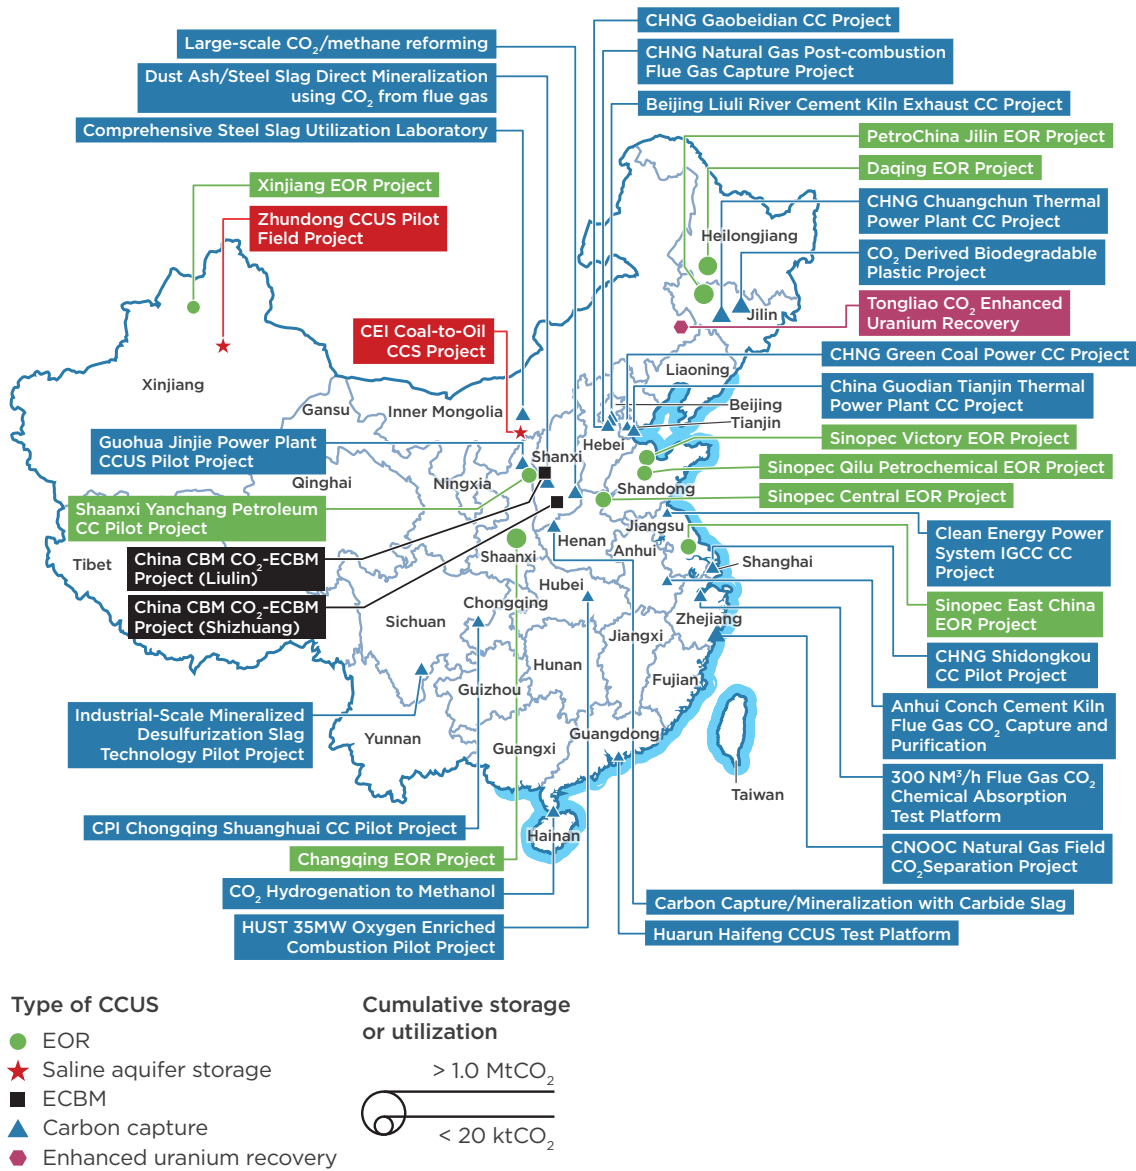 CHNG Gaobeidian CC Project
Large-scale CO₂/methane reforming
CHNG Natural Gas Post-combustion
Flue Gas Capture Project
Dust Ash/Steel Slag Direct Mineralization
using CO₂ from flue gas
Beijing Liuli River Cement Kiln Exhaust CC Project
Comprehensive Steel Slag Utilization Laboratory
PetroChina Jilin EOR Project
Daqing EOR Project
Xinjiang EOR Project
CHNG Chuangchun Thermal
Power Plant CC Project
Zhundong CCUS Pilot
Field Project
Heilongjiang
CO₂ Derived Biodegradable
Plastic Project
Tongliao CO₂ Enhanced
Uranium Recovery
Jilin
CEI Coal-to-Oil
CCS Project
CHNG Green Coal Power CC Project
Liaoning
Xinjiang
China Guodian Tianjin Thermal
Power Plant CC Project
Gansu
Inner Mongolia
Beijing
Tianjin
Guohua Jinjie Power Plant
CCUS Pilot Project
Hebei
Sinopec Victory EOR Project
Shanxi
Sinopec Qilu Petrochemical EOR Project
Qinghai
Ningxia
Shandong
Sinopec Central EOR Project
Shaanxi Yanchang Petroleum
CC Pilot Project
Jiangsu
Clean Energy Power
System IGCC CC
Project
Henan
Anhui
Shaanxi
China CBM CO₂-ECBM
Project (Liulin)
Tibet
Shanghai
Hubei
China CBM CO₂-ECBM
Project (Shizhuang)
Chongqing
Sinopec East China
EOR Project
Sichuan
Zhejiang
Jiangxi
CHNG Shidongkou
CC Pilot Project
Hunan
Fujian
Guizhou
Anhui Conch Cement Kiln
Flue Gas CO₂ Capture and
Purification
Industrial-Scale Mineralized
Desulfurization Slag
Technology Pilot Project
Yunnan
Guangxi
Guangdong
300 NM³/h Flue Gas CO₂
Chemical Absorption
Test Platform
Taiwan
CPI Chongqing Shuanghuai CC Pilot Project
Hainan
CNOOC Natural Gas Field
CO₂Separation Project
Changqing EOR Project
CO₂ Hydrogenation to Methanol
Carbon Capture/Mineralization with Carbide Slag
HUST 35MW Oxygen Enriched
Combustion Pilot Project
Huarun Haifeng CCUS Test Platform
Type of CCUS
EOR
Saline aquifer storage
ECBM
Carbon capture
Enhanced uranium recovery
Cumulative storage
or utilization
> 1.0 MtCO₂
< 20 ktCO₂